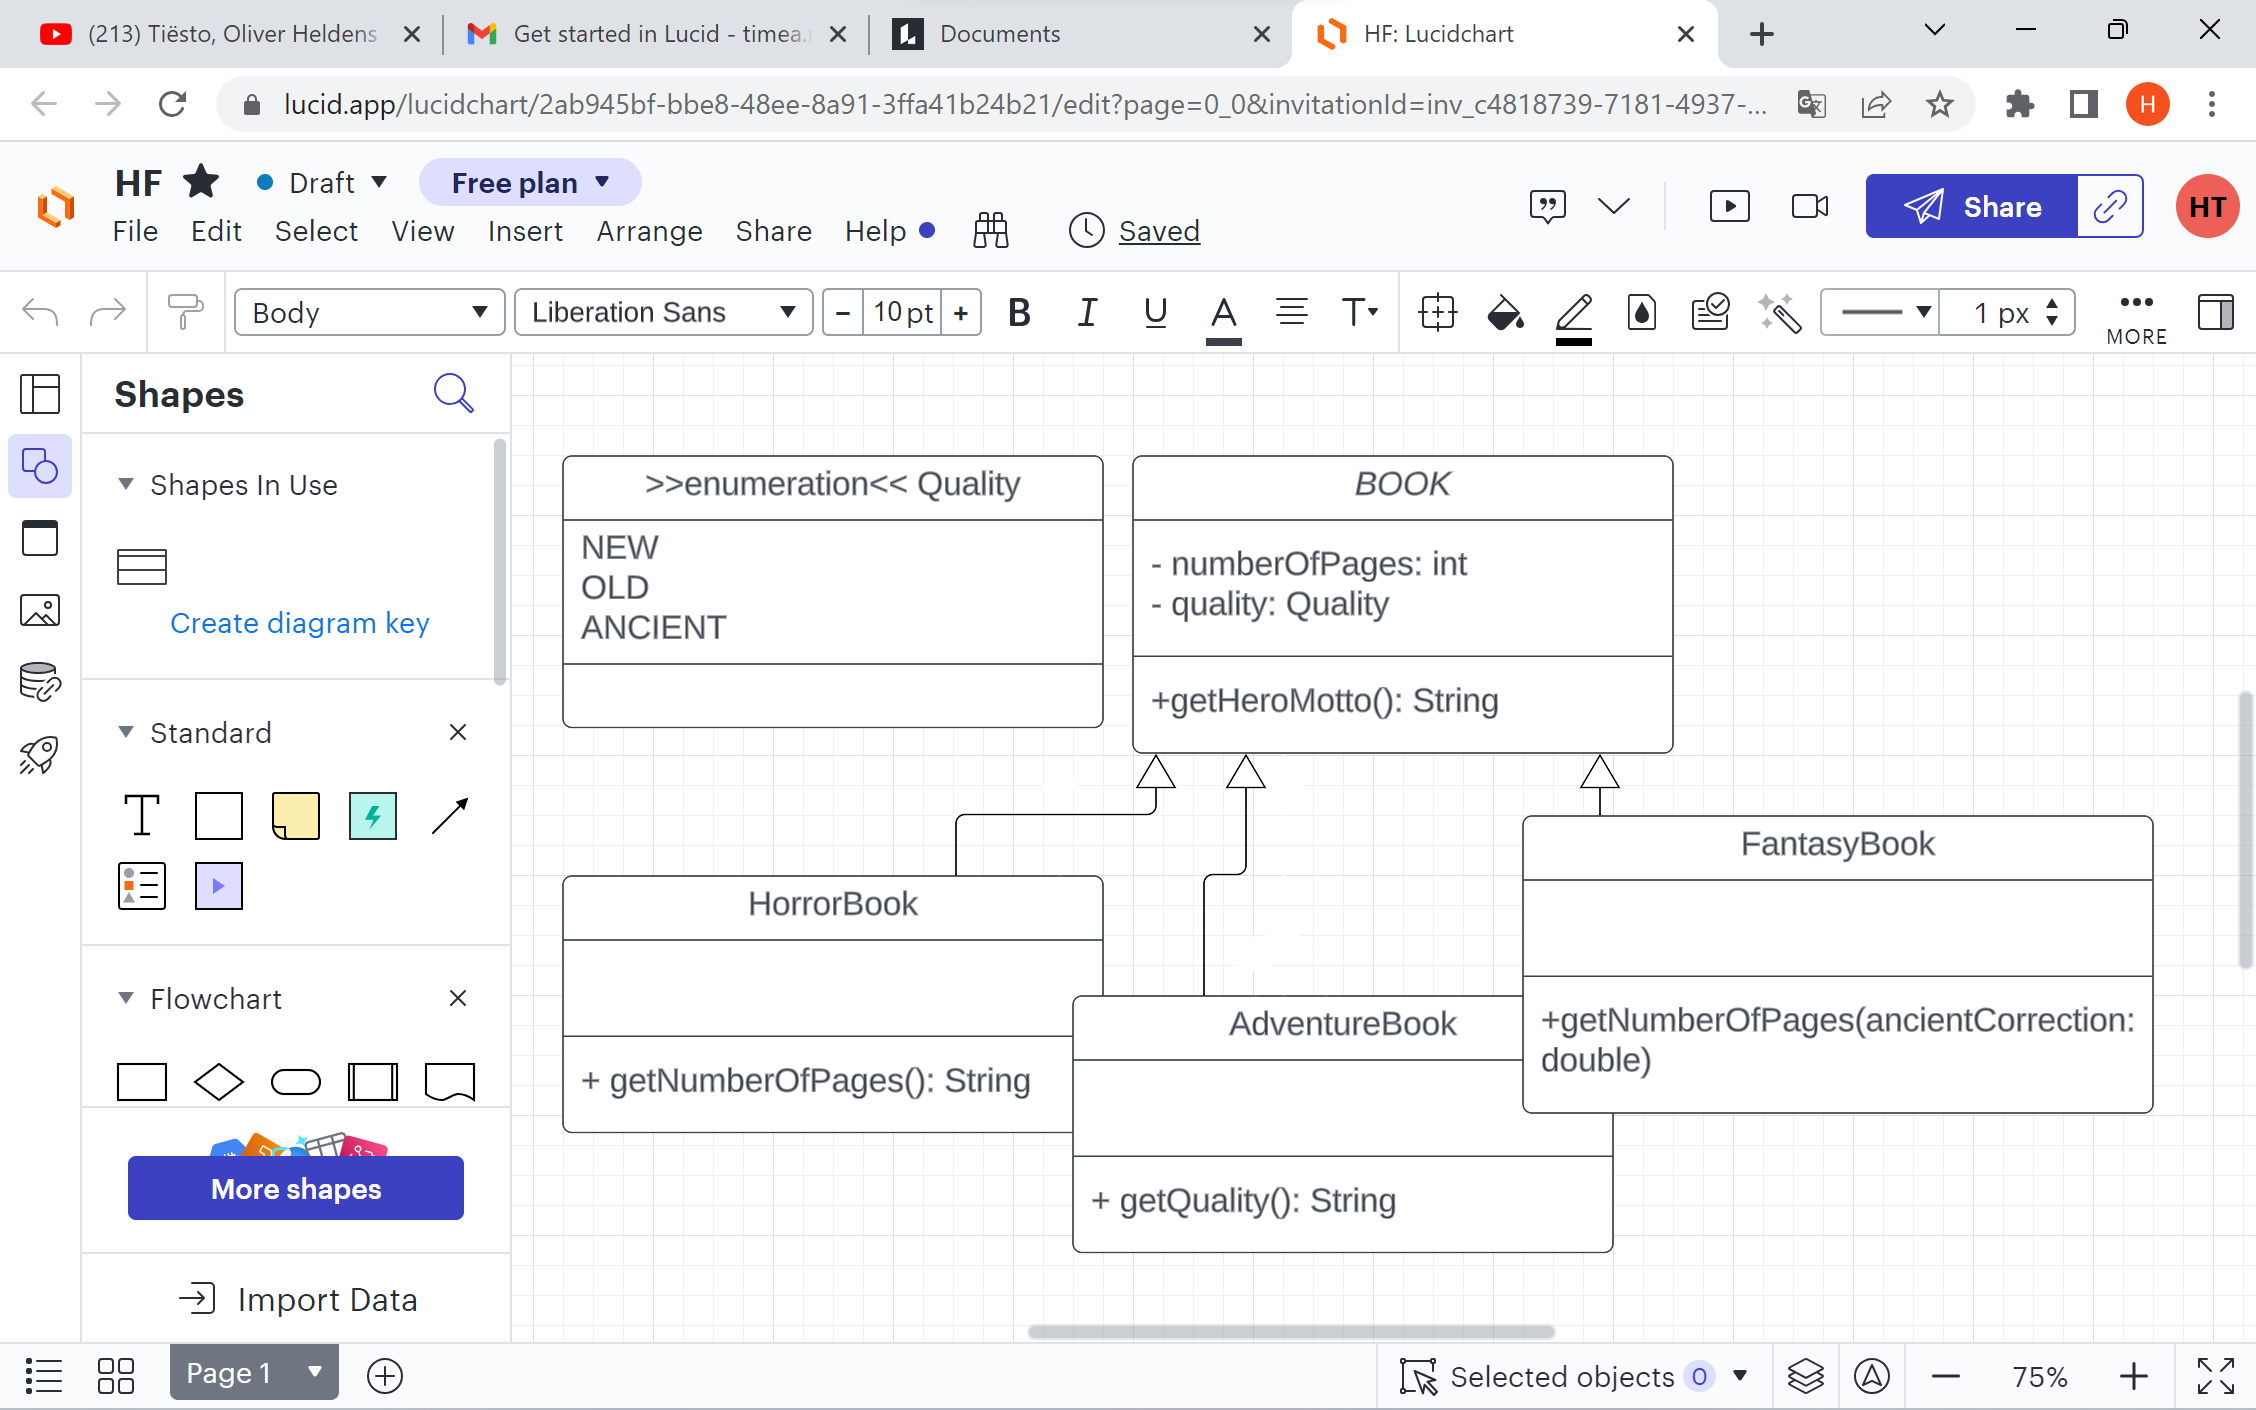 (213) Tiësto, Oliver Heldens
Get started in Lucid - timea.
Documents
HF: Lucidchart
lucid.app/lucidchart/2ab945bf-bbe8-48ee-8a91-3ffa41b24b21/edit?page=0_0&invitationId=inv_c4818739-7181-4937-...
H
HF
Draft
Free plan
File Edit Select View Insert Arrange Share Help
Saved
Share
HT
Body
Liberation Sans
- 10 pt +
B I U A T
1 px
MORE
Shapes
Shapes In Use
Create diagram key
Standard
T
Flowchart
More shapes
Import Data
>>enumeration<< Quality
NEW
OLD
ANCIENT
BOOK
- numberOfPages: int
- quality: Quality
+getHeroMotto(): String
HorrorBook
+ getNumberOfPages(): String
AdventureBook
+ getQuality(): String
FantasyBook
+getNumberOfPages(ancientCorrection:
double)
Page 1
Selected objects 0
75%